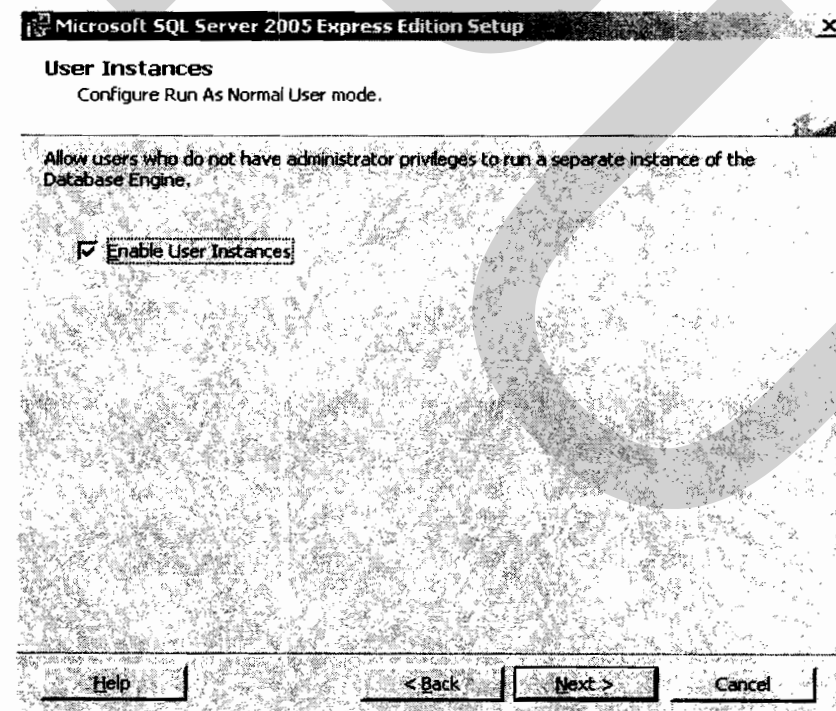 Microsoft SQL Server 2005 Express Edition Setup
User Instances
Configure Run As Normal User mode.
Allow users who do not have administrator privileges to run a separate instance of the
Database Engine.
Enable User Instances
Help
< Back
Next >
Cancel